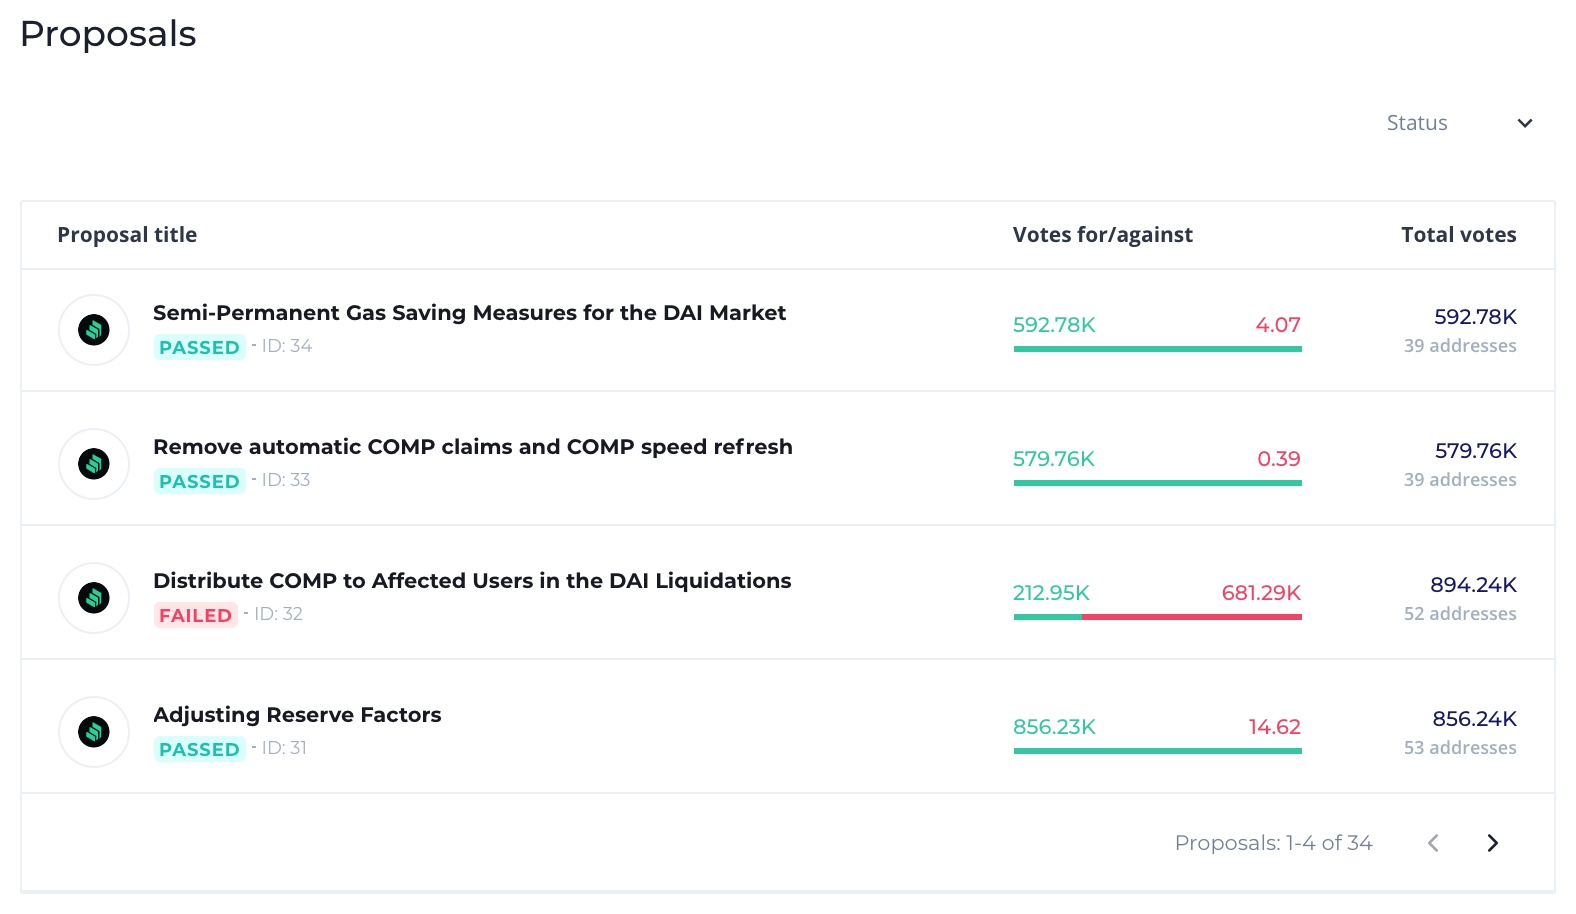 Proposals
Status
Proposal title Votes for/against Total votes
Semi-Permanent Gas Saving Measures for the DAI Market
PASSED - ID: 34
592.78K 4.07
592.78K
39 addresses
Remove automatic COMP claims and COMP speed refresh
PASSED - ID: 33
579.76K 0.39
579.76K
39 addresses
Distribute COMP to Affected Users in the DAI Liquidations
FAILED - ID: 32
212.95K 681.29K
894.24K
52 addresses
Adjusting Reserve Factors
PASSED - ID: 31
856.23K 14.62
856.24K
53 addresses
Proposals: 1-4 of 34